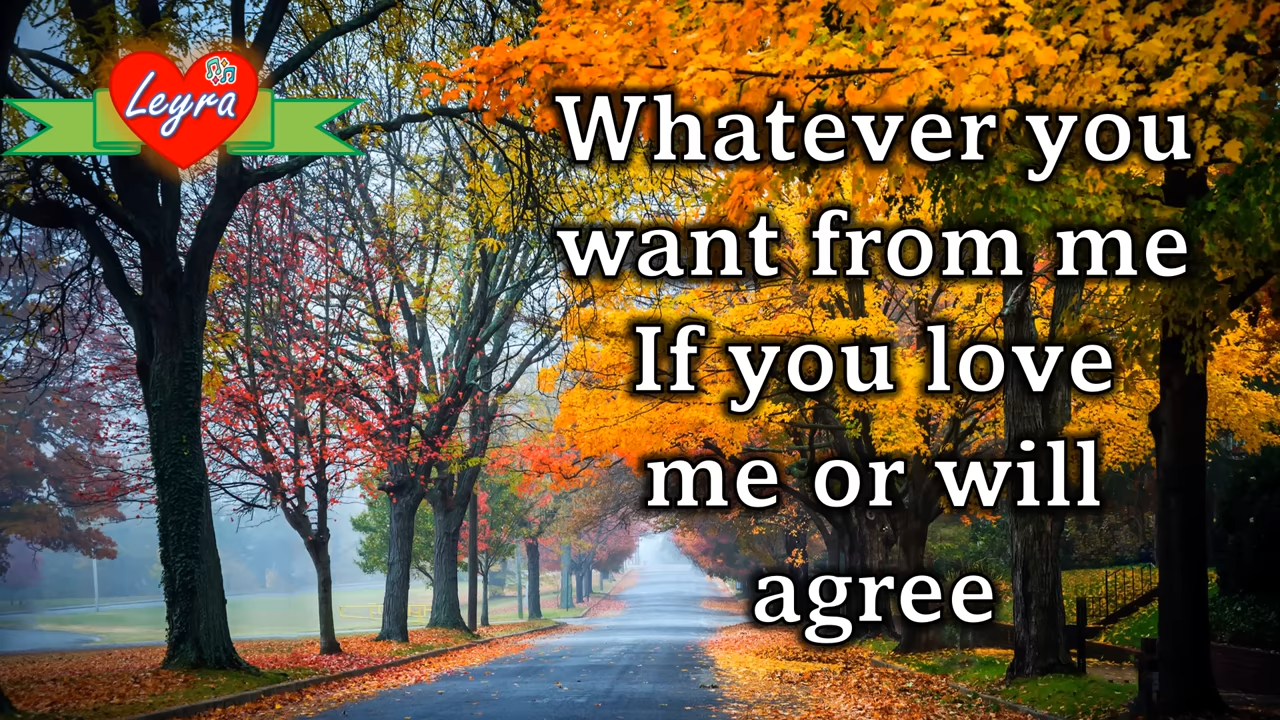 Leyra
Whatever you
want from me
If you love
me or will
agree